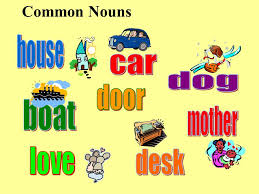 Common Nouns
house
car
dog
door
boat
mother
love
desk